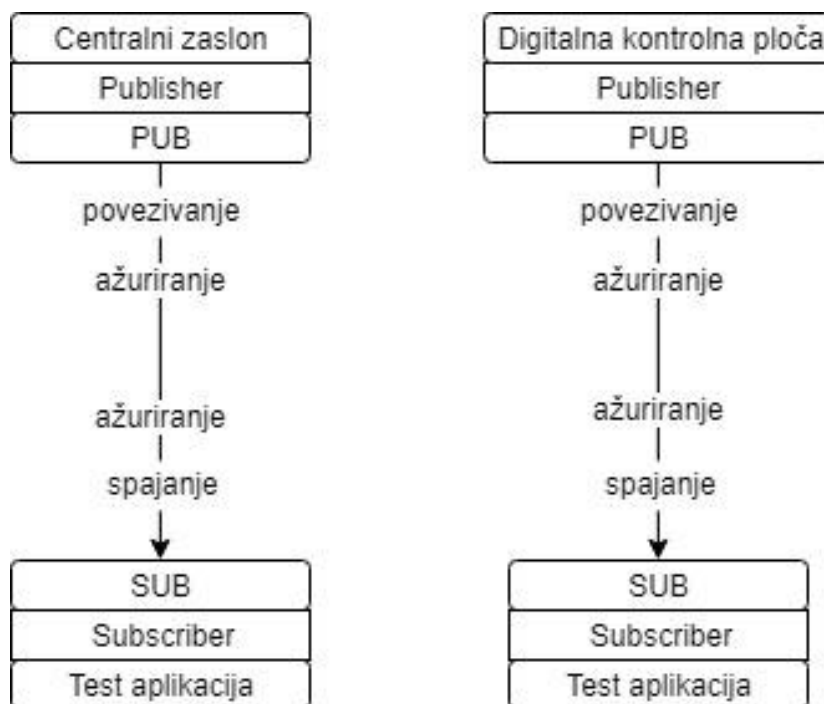 Centralni zaslon
Publisher
PUB
povezivanje
ažuriranje
ažuriranje
spajanje
SUB
Subscriber
Test aplikacija
Digitalna kontrolna ploča
Publisher
PUB
povezivanje
ažuriranje
ažuriranje
spajanje
SUB
Subscriber
Test aplikacija